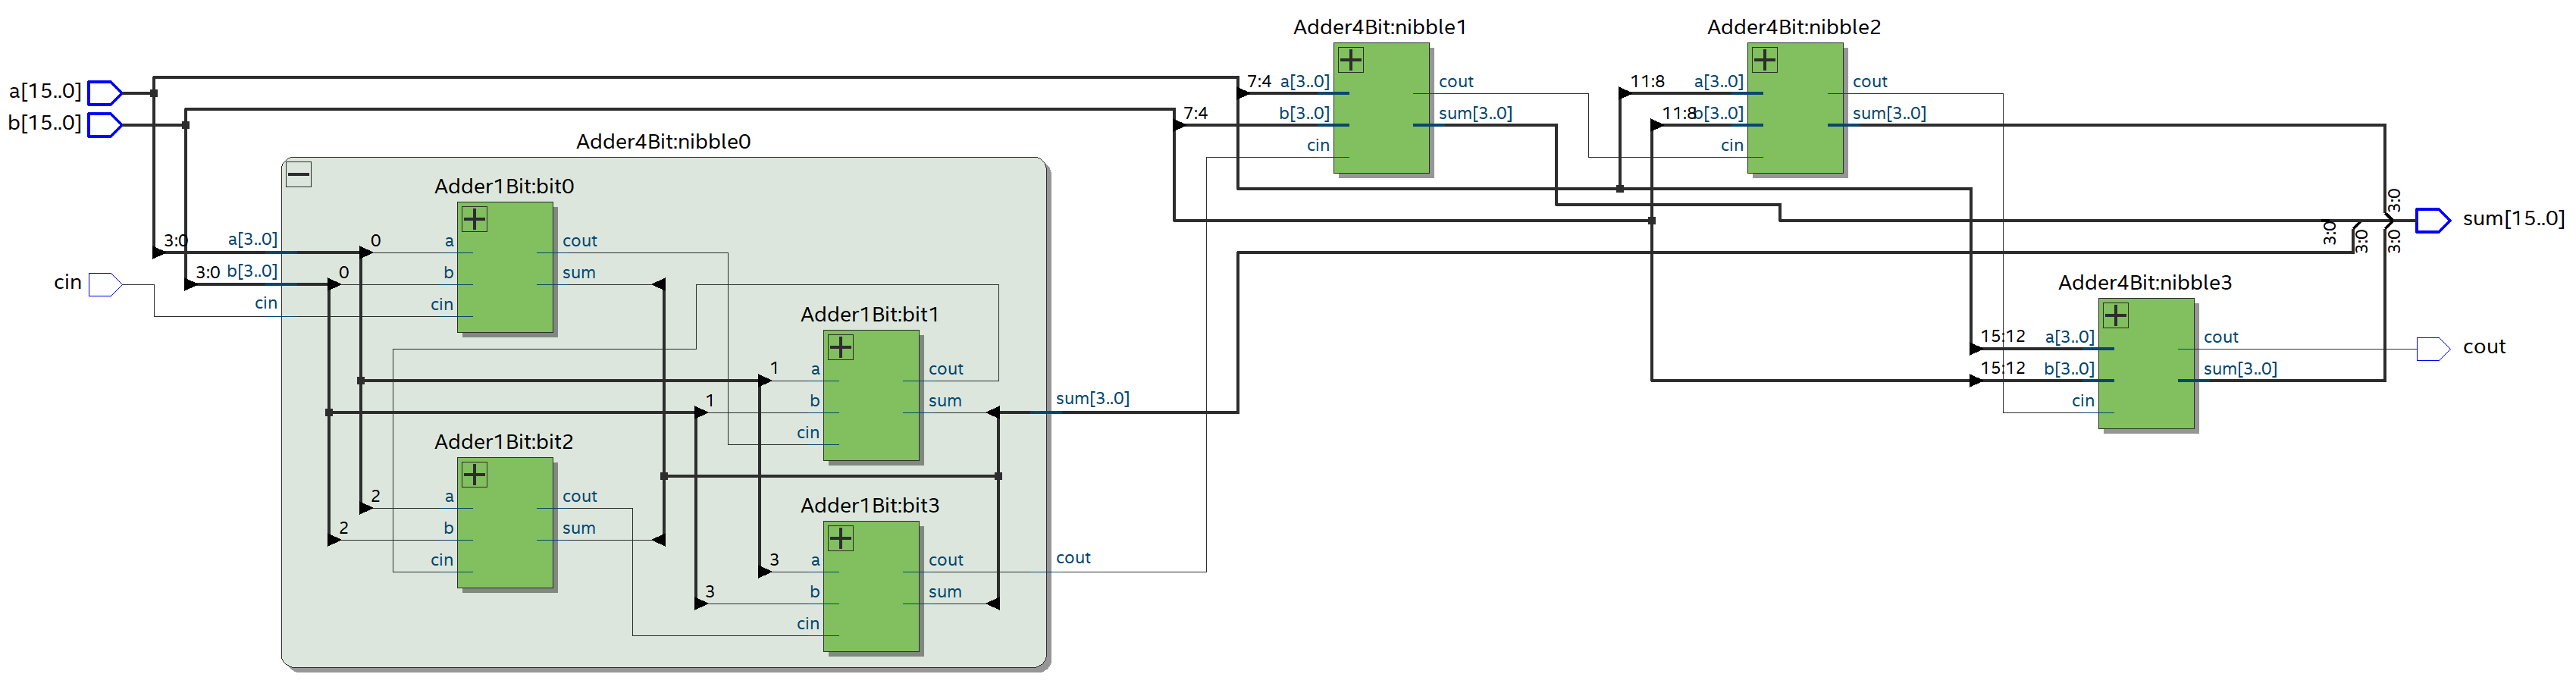 a[15..0]
b[15..0]
cin
Adder4Bit:nibble0
3:0
a[3..0]
3:0
b[3..0]
cin
Adder1Bit:bit0
0
a
0
b
cin
cout
sum
Adder1Bit:bit1
1
a
1
b
cin
cout
sum
Adder1Bit:bit2
2
a
2
b
cin
cout
sum
Adder1Bit:bit3
3
a
3
b
cin
cout
sum
sum[3..0]
cout
Adder4Bit:nibble1
7:4
a[3..0]
7:4
b[3..0]
cin
cout
sum[3..0]
Adder4Bit:nibble2
11:8
a[3..0]
11:8
b[3..0]
cin
cout
sum[3..0]
Adder4Bit:nibble3
15:12
a[3..0]
15:12
b[3..0]
cin
cout
sum[3..0]
3:0
3:0
3:0
3:0
sum[15..0]
cout